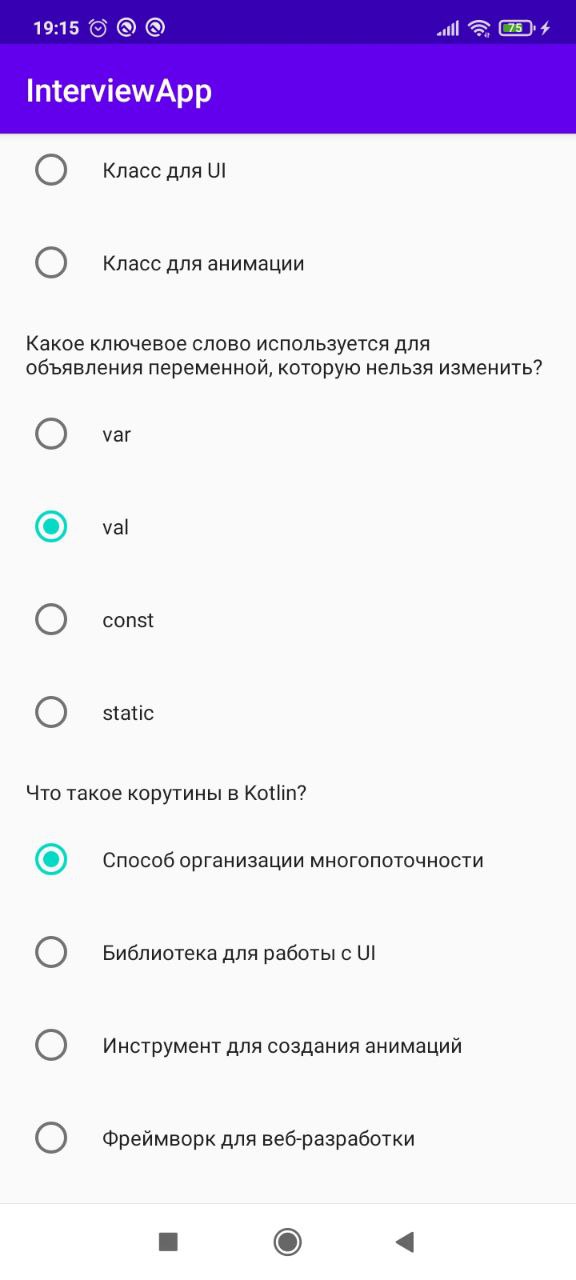 19:15
75
InterviewApp
Класс для UI
Класс для анимации
Какое ключевое слово используется для
объявления переменной, которую нельзя изменить?
var
val
const
static
Что такое корутины в Kotlin?
Способ организации многопоточности
Библиотека для работы с UI
Инструмент для создания анимаций
Фреймворк для веб-разработки